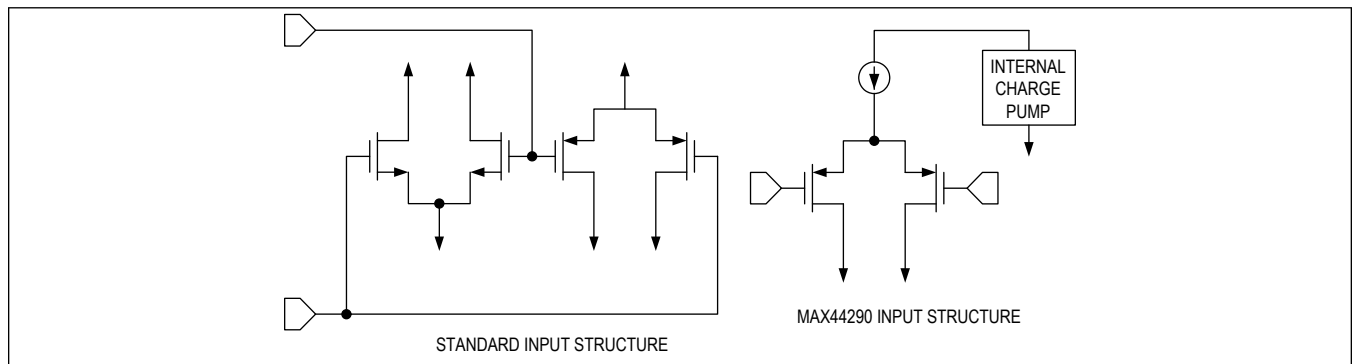 INTERNAL
CHARGE
PUMP
MAX44290 INPUT STRUCTURE
STANDARD INPUT STRUCTURE